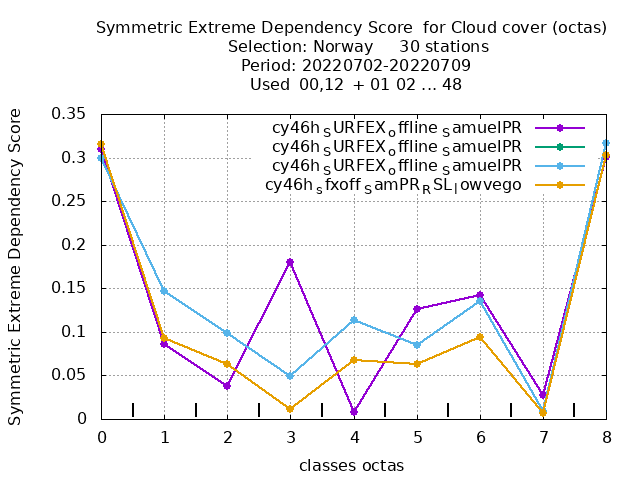 Symmetric Extreme Dependency Score  for Cloud cover (octas)
Selection: Norway     30 stations
Period: 20220702-20220709
Used  00,12  + 01 02 ... 48
Symmetric Extreme Dependency Score
0.35
0.3
0.25
0.2
0.15
0.1
0.05
0
cy46h_SURFEX_offline_SamuelPR
cy46h_SURFEX_offline_SamuelPR
cy46h_SURFEX_offline_SamuelPR
cy46h_sfxoff_SamPR_RSL_lowvego
0 1 2 3 4 5 6 7 8
classes octas